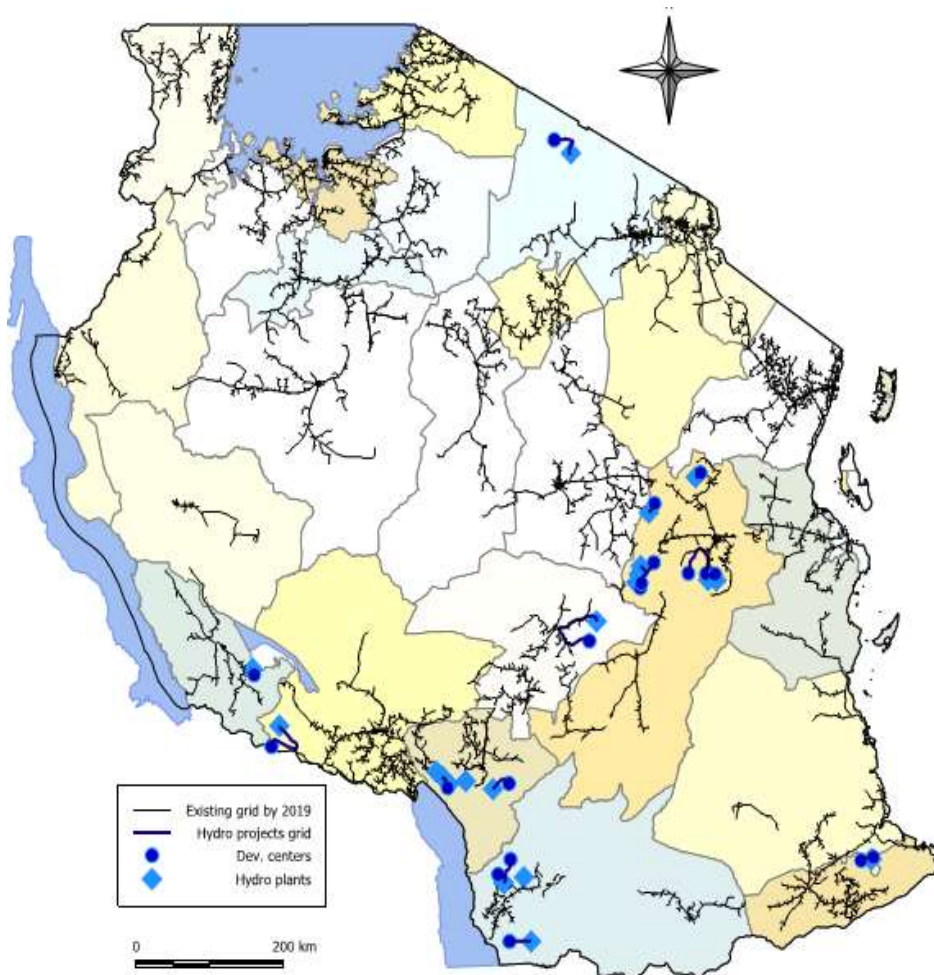 Existing grid by 2019
Hydro projects grid
Dev. centers
Hydro plants
0 200 km